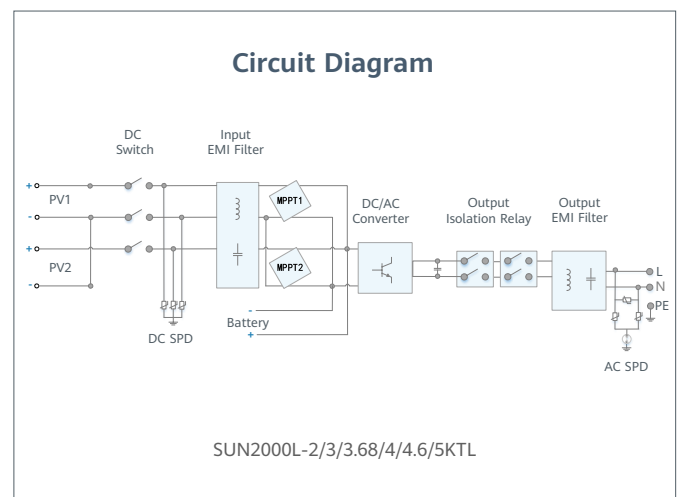 Circuit Diagram
DC
Switch
Input
EMI Filter
+
PV1
-
+
PV2
-
MPPT1
MPPT2
DC/AC
Converter
Output
Isolation Relay
Output
EMI Filter
L
N
PE
DC SPD
-
Battery
+
AC SPD
SUN2000L-2/3/3.68/4/4.6/5KTL